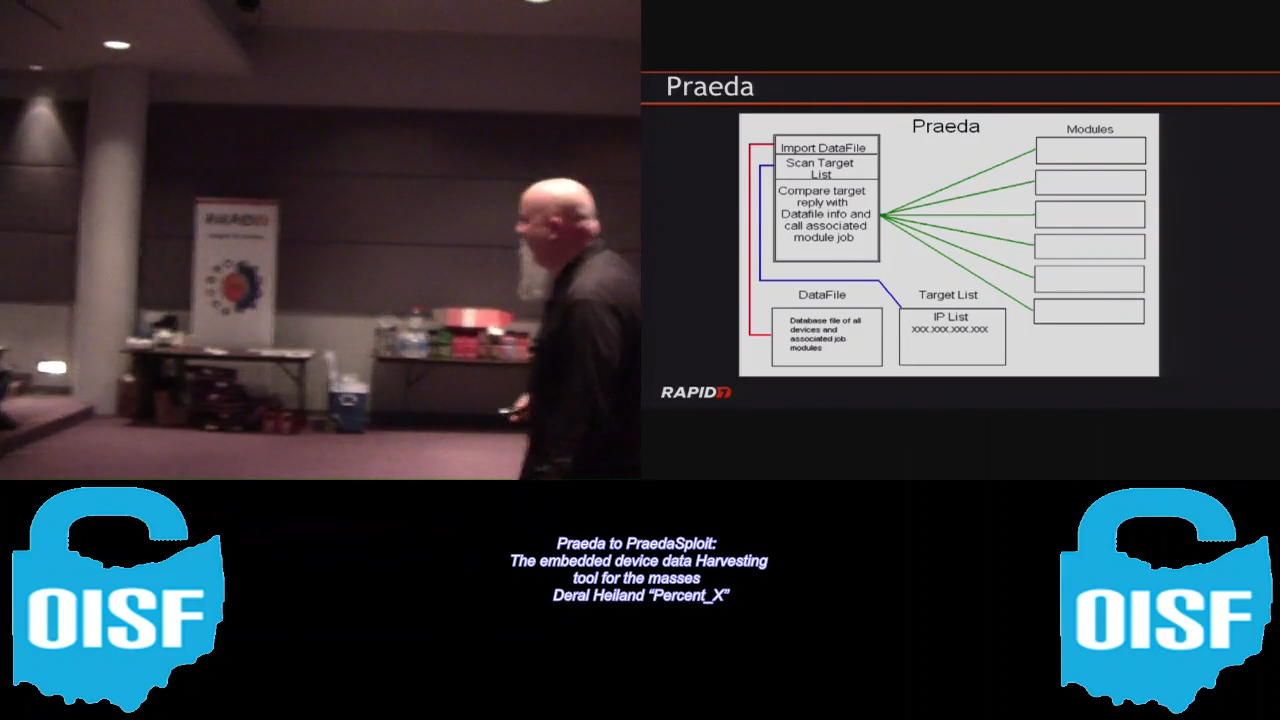 Praeda
Praeda
Modules
Import DataFile
Scan Target
List
Compare target
reply with
Datafile info and
call associated
module job
DataFile
Database file of all
devices and
associated job
modules
Target List
IP List
xxx.xxx.xxx.xxx
RAPID7
RAPID7
OISF
Praeda to PraedaSploit:
The embedded device data Harvesting
tool for the masses
Deral Heiland “Percent_X”
OISF